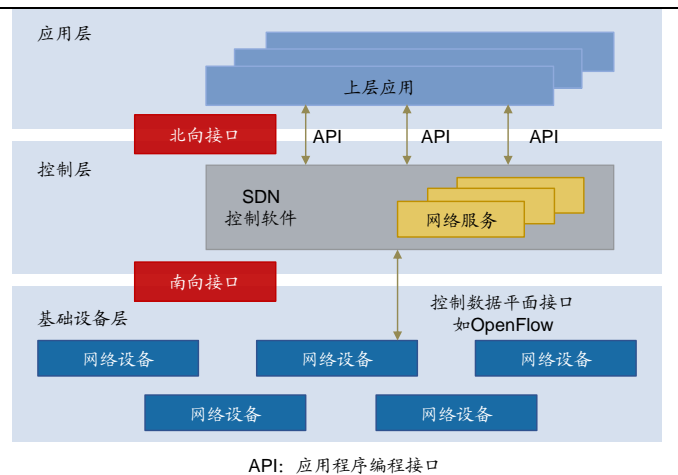 应用层
上层应用
北向接口
API
API
API
控制层
SDN
控制软件
网络服务
南向接口
控制数据平面接口
如OpenFlow
基础设备层
网络设备
网络设备
网络设备
网络设备
网络设备
API：应用程序编程接口